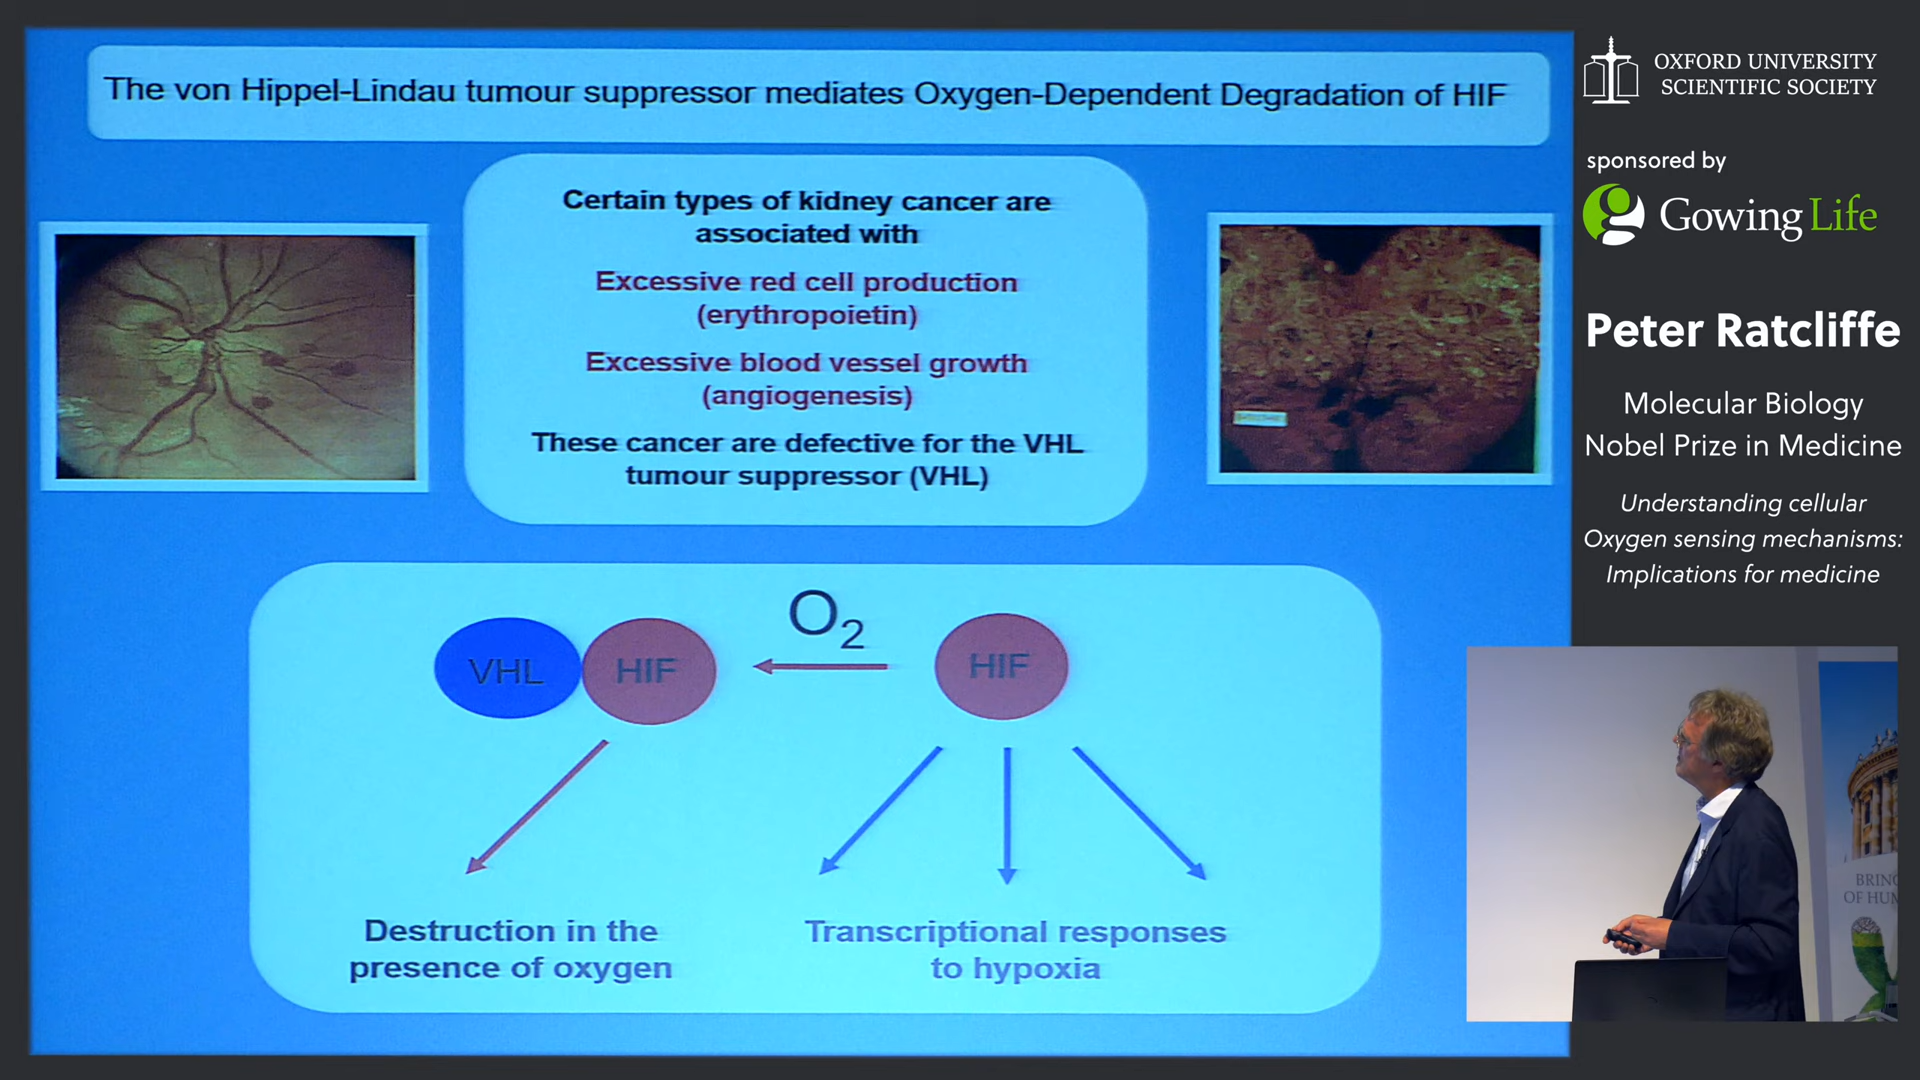 The von Hippel-Lindau tumour suppressor mediates Oxygen-Dependent Degradation of HIF
Certain types of kidney cancer are
associated with
Excessive red cell production
(erythropoietin)
Excessive blood vessel growth
(angiogenesis)
These cancer are defective for the VHL
tumour suppressor (VHL)
O2
VHL
HIF
HIF
Destruction in the
presence of oxygen
Transcriptional responses
to hypoxia
OXFORD UNIVERSITY
SCIENTIFIC SOCIETY
sponsored by
Gowing Life
Peter Ratcliffe
Molecular Biology
Nobel Prize in Medicine
Understanding cellular
Oxygen sensing mechanisms:
Implications for medicine
OF